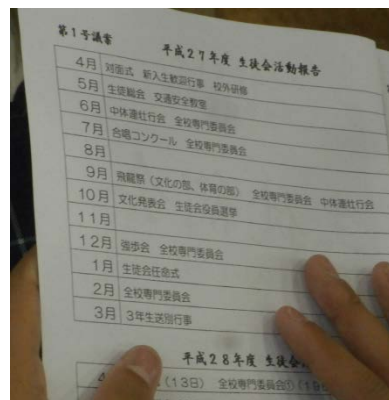 第1号議案
平成27年度 生徒会活動報告
4月 対面式 新入生歓迎行事 校外研修
5月 生徒総会 交通安全教室
6月 中体連壮行会 全校専門委員会
7月 合唱コンクール 全校専門委員会
8月
9月 飛龍祭(文化の部、体育の部) 全校専門委員会 中体連壮行会
10月 文化発表会 生徒会役員選挙
11月
12月 強歩会 全校専門委員会
1月 生徒会任命式
2月 全校専門委員会
3月 3年生送別行事
平成28年度 生徒会
(13日) 全校専門委員会①